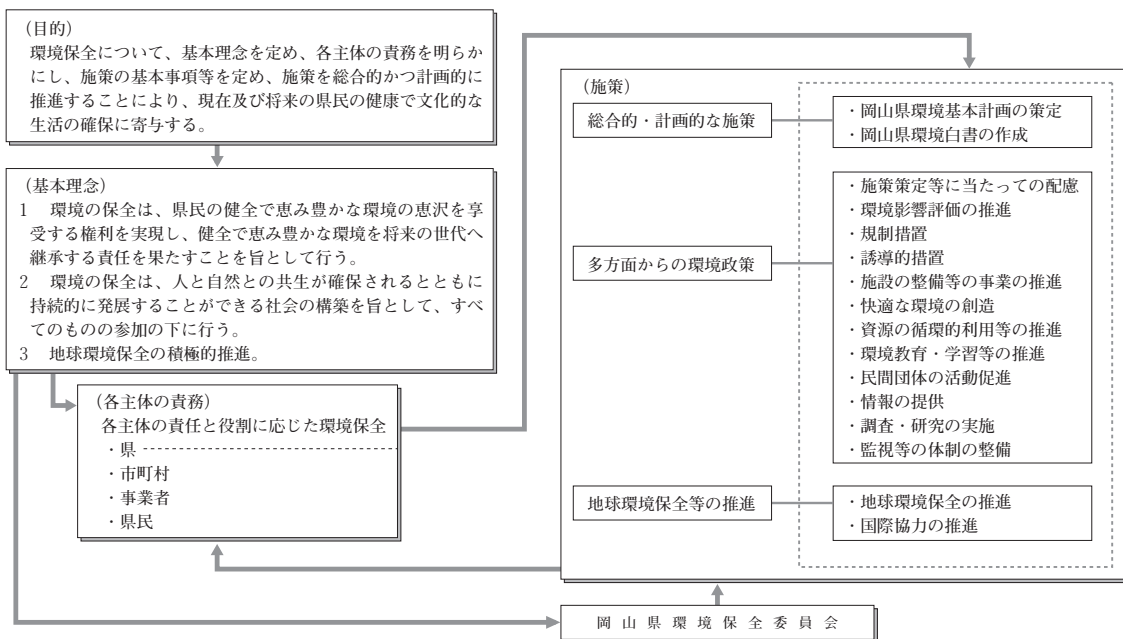 (目的)
環境保全について、基本理念を定め、各主体の責務を明らか
にし、施策の基本事項等を定め、施策を総合的かつ計画的に
推進することにより、現在及び将来の県民の健康で文化的な
生活の確保に寄与する。
(基本理念)
1 環境の保全は、県民の健全で恵み豊かな環境の恵沢を享
受する権利を実現し、健全で恵み豊かな環境を将来の世代へ
継承する責任を果たすことを旨として行う。
2 環境の保全は、人と自然との共生が確保されるとともに
持続的に発展することができる社会の構築を旨として、すべ
てのものの参加の下に行う。
3 地球環境保全の積極的推進。
(各主体の責務)
各主体の責任と役割に応じた環境保全
・県
・市町村
・事業者
・県民
(施策)
総合的・計画的な施策
・岡山県環境基本計画の策定
・岡山県環境白書の作成
多方面からの環境政策
・施策策定等に当たっての配慮
・環境影響評価の推進
・規制措置
・誘導的措置
・施設の整備等の事業の推進
・快適な環境の創造
・資源の循環的利用等の推進
・環境教育・学習等の推進
・民間団体の活動促進
・情報の提供
・調査・研究の実施
・監視等の体制の整備
地球環境保全等の推進
・地球環境保全の推進
・国際協力の推進
岡山県環境保全委員会